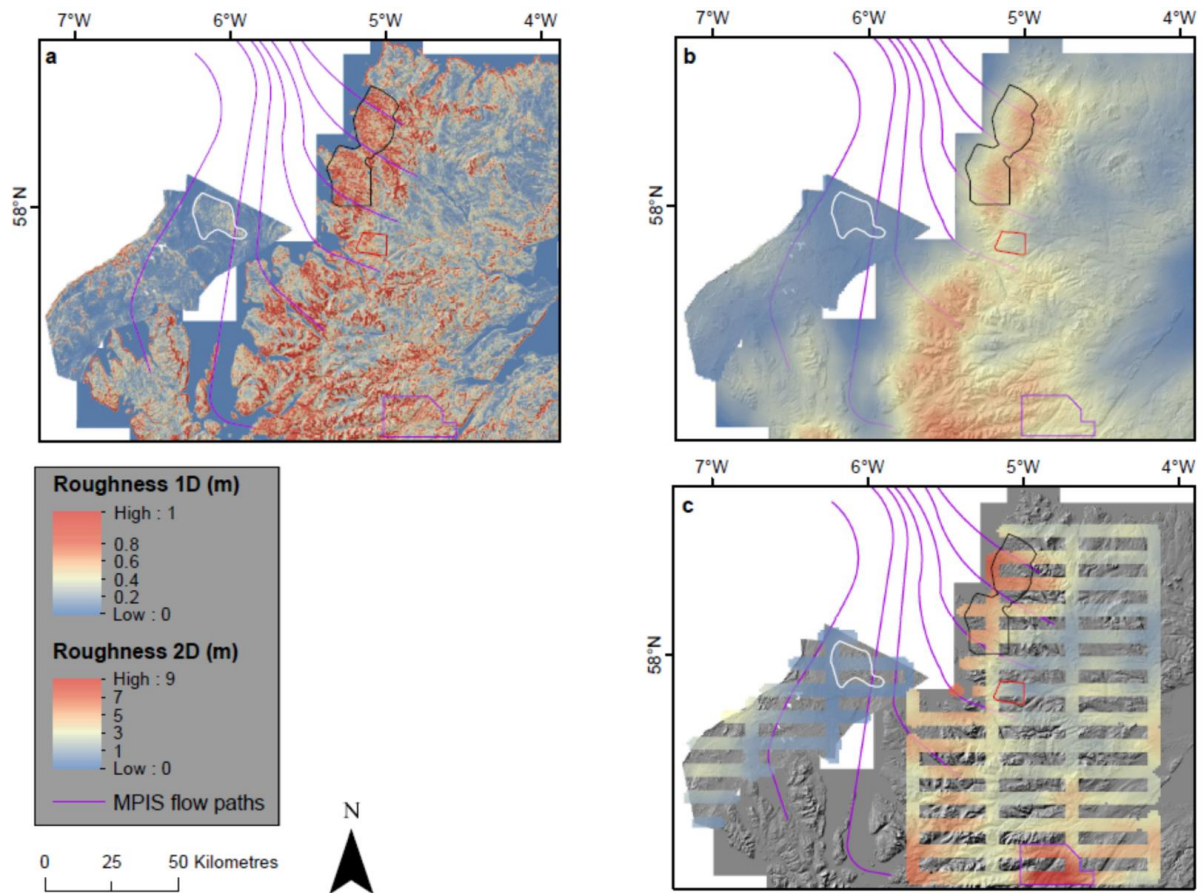 7°W 6°W 5°W 4°W
a
58°N
7°W 6°W 5°W 4°W
b
58°N
Roughness 1D (m)
High : 1
0.8
0.6
0.4
0.2
Low : 0
Roughness 2D (m)
High : 9
7
5
3
1
Low : 0
MPIS flow paths
0 25 50 Kilometres
N
7°W 6°W 5°W 4°W
c
58°N